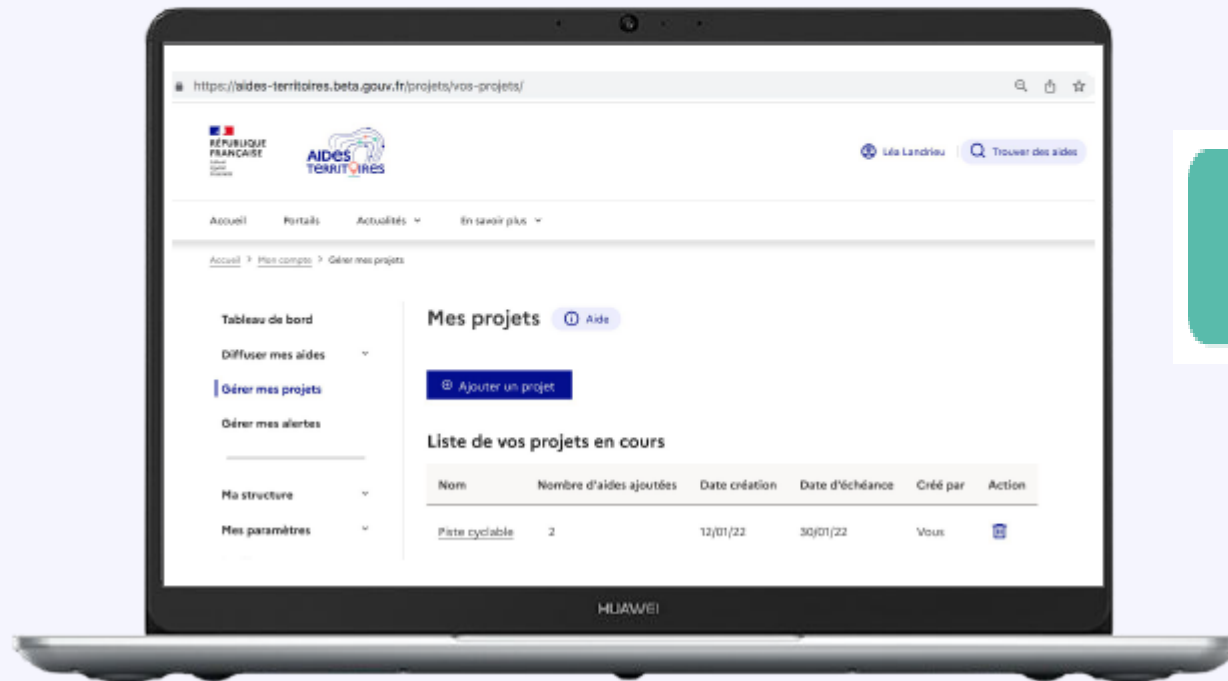 https://aides-territoires.beta.gouv.fr/projets/vos-projets/
RÉPUBLIQUE
FRANÇAISE
AIDES
TERRITOIRES
Léa Landrieu
Trouver des aides
Accueil Portails Actualités En savoir plus
Accueil > Mon compte > Gérer mes projets
Tableau de bord
Diffuser mes aides
Gérer mes projets
Gérer mes alertes
Ma structure
Mes paramètres
Mes projets Aide
Ajouter un projet
Liste de vos projets en cours
Nom Nombre d'aides ajoutées Date création Date d'échéance Créé par Action
Piste cyclable 2 12/01/22 30/01/22 Vous
HUAWEI